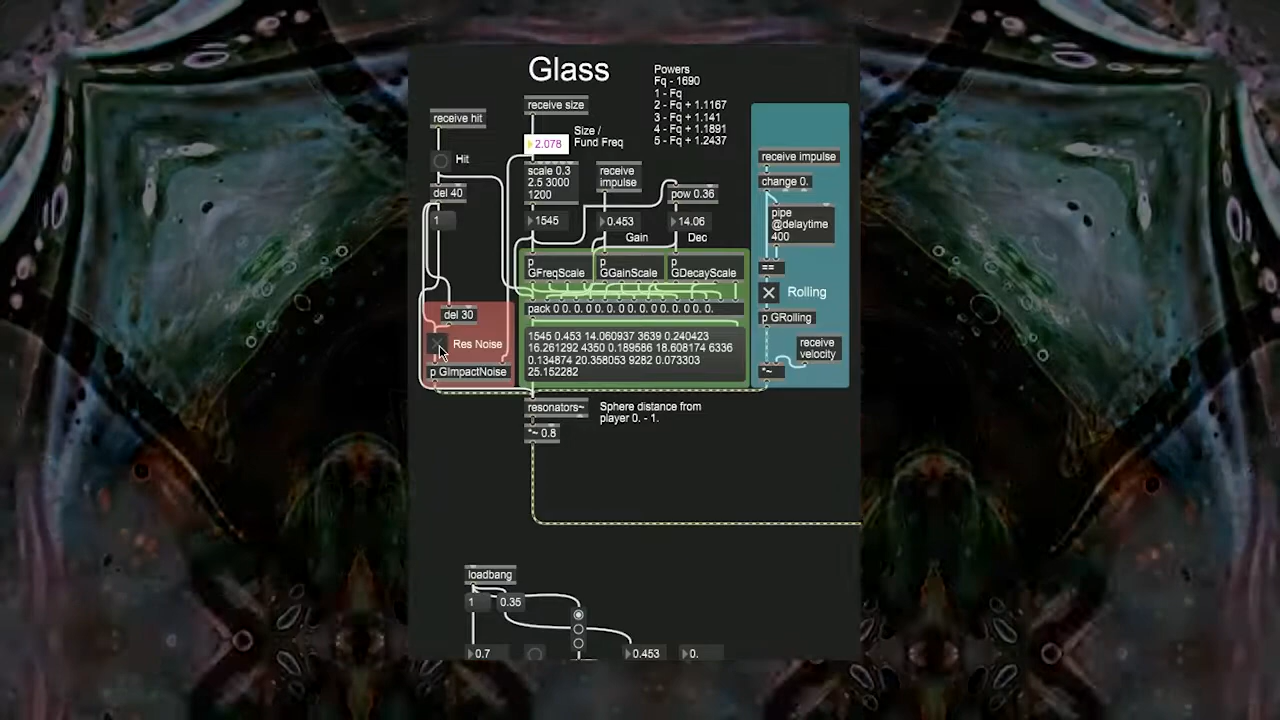 Glass
Powers
Fq - 1690
1 - Fq
2 - Fq + 1.1167
3 - Fq + 1.141
4 - Fq + 1.1891
5 - Fq + 1.2437
receive hit
Hit
del 40
1
receive size
2.078
Size /
Fund Freq
scale 0.3
2.5 3000
1200
1545
receive
impulse
0.453
Gain
pow 0.36
14.06
Dec
p
GFreqScale
p
GGainScale
p
GDecayScale
pack 0 0. 0. 0 0. 0. 0 0. 0. 0 0. 0. 0 0. 0.
1545 0.453 14.060937 3639 0.240423
16.261292 4350 0.189586 18.608174 6336
0.134874 20.358053 9282 0.073303
25.152282
del 30
Res Noise
p GImpactNoise
receive impulse
change 0.
pipe
@delaytime
400
==
Rolling
p GRolling
receive
velocity
*~
resonators~
*~ 0.8
Sphere distance from
player 0. - 1.
loadbang
1
0.35
0.7
0.453
0.